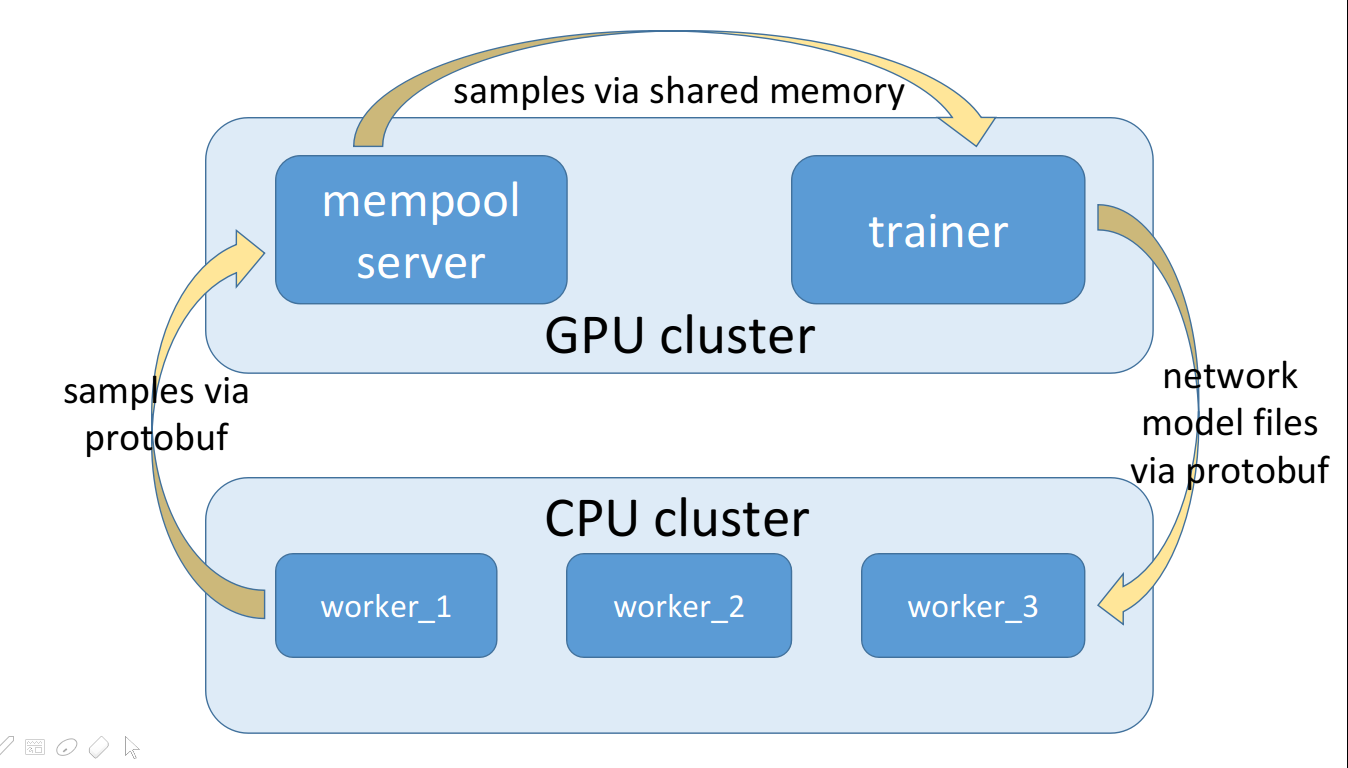 samples via shared memory
mempool
server
trainer
GPU cluster
samples via
protobuf
network
model files
via protobuf
CPU cluster
worker_1
worker_2
worker_3